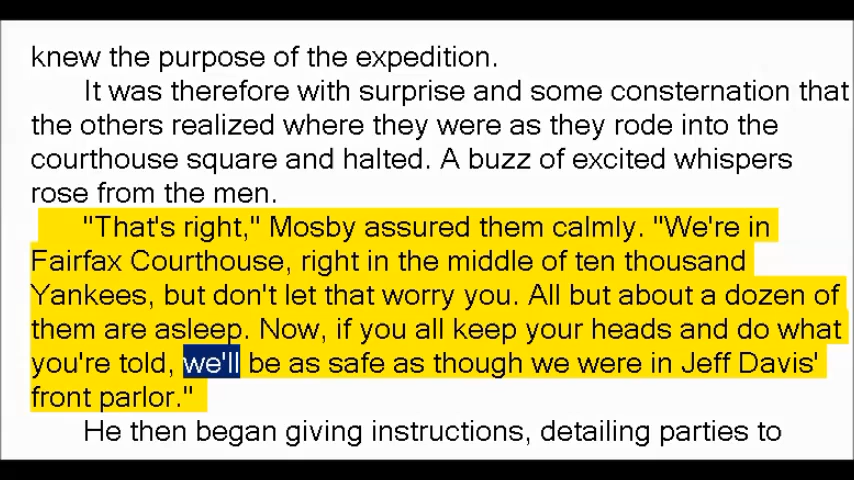 knew the purpose of the expedition.
It was therefore with surprise and some consternation that
the others realized where they were as they rode into the
courthouse square and halted. A buzz of excited whispers
rose from the men.
"That's right," Mosby assured them calmly. "We're in
Fairfax Courthouse, right in the middle of ten thousand
Yankees, but don't let that worry you. All but about a dozen of
them are asleep. Now, if you all keep your heads and do what
you're told, we'll be as safe as though we were in Jeff Davis'
front parlor."
He then began giving instructions, detailing parties to